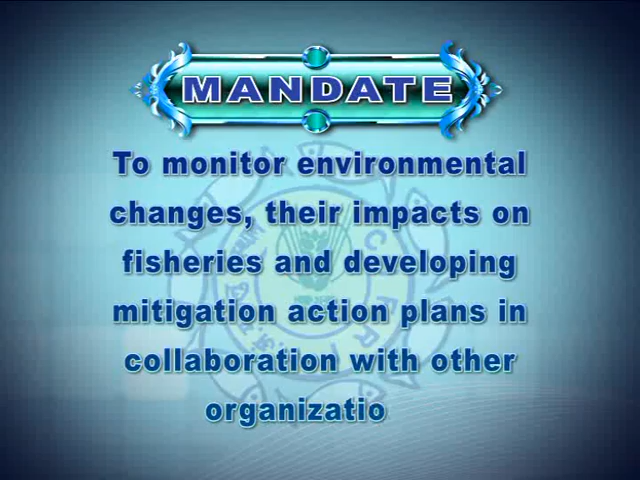 MANDATE
To monitor environmental
changes, their impacts on
fisheries and developing
mitigation action plans in
collaboration with other
organizatio